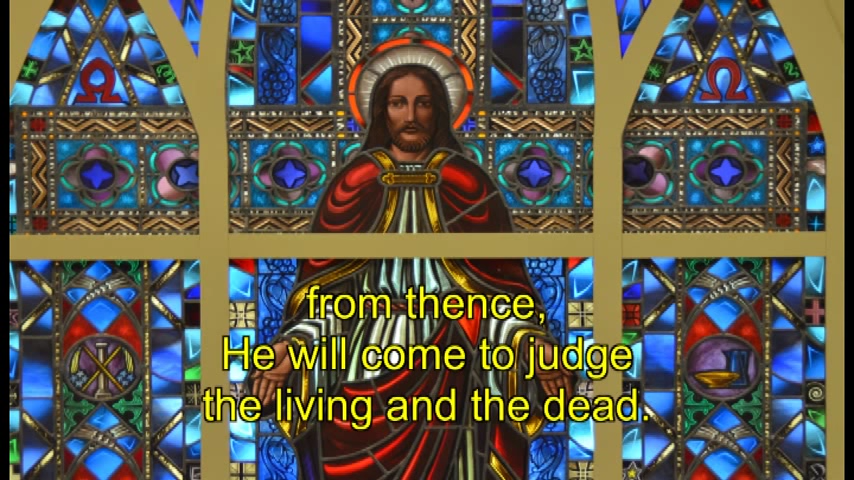 Ω Ω
from thence,
He will come to judge
the living and the dead.